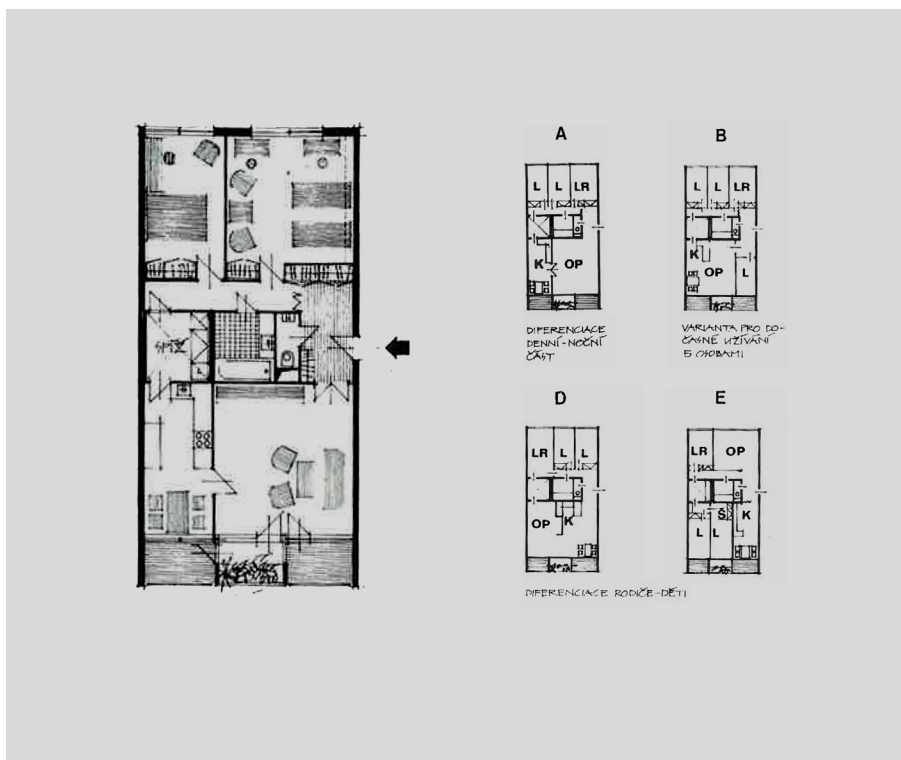 SPÍŽ
A
L L LR
K OP
DIFERENCIACE
DENNÍ-NOČNÍ
ČÁST
B
L L LR
K
OP L
VARIANTA PRO DO-
ČASNÉ UŽÍVÁNÍ
5 OSOBAMI
D
LR L L
OP K
E
LR OP
Š K
L L
DIFERENCIACE RODIČE-DĚTI